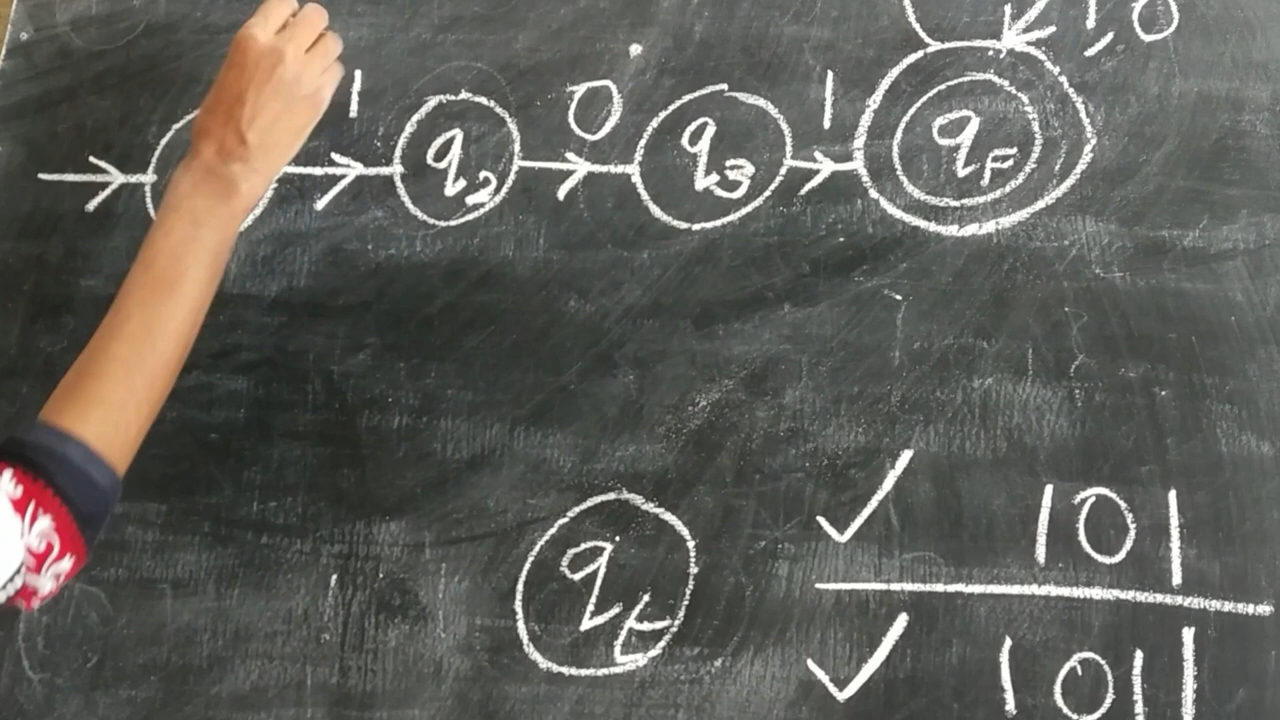 1,0
1 0 1
q2 q3 qF
✓ 101
qt
✓ 1011